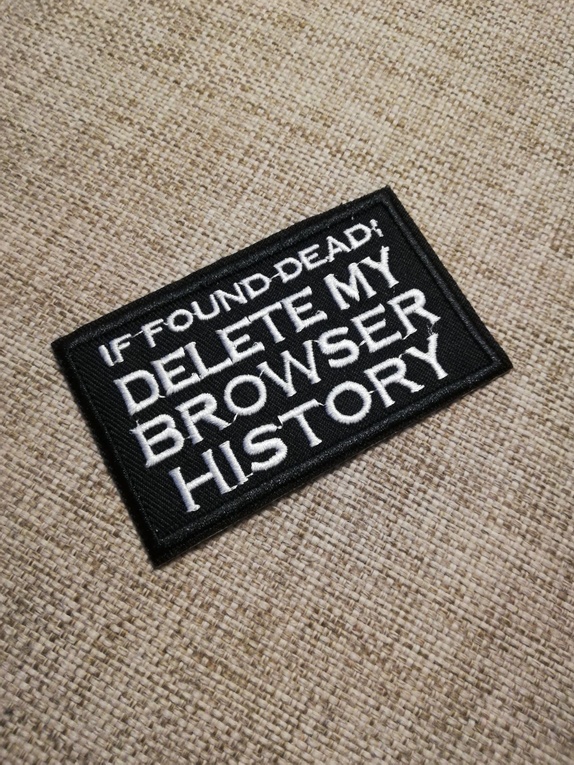 IF FOUND DEAD:
DELETE MY
BROWSER
HISTORY